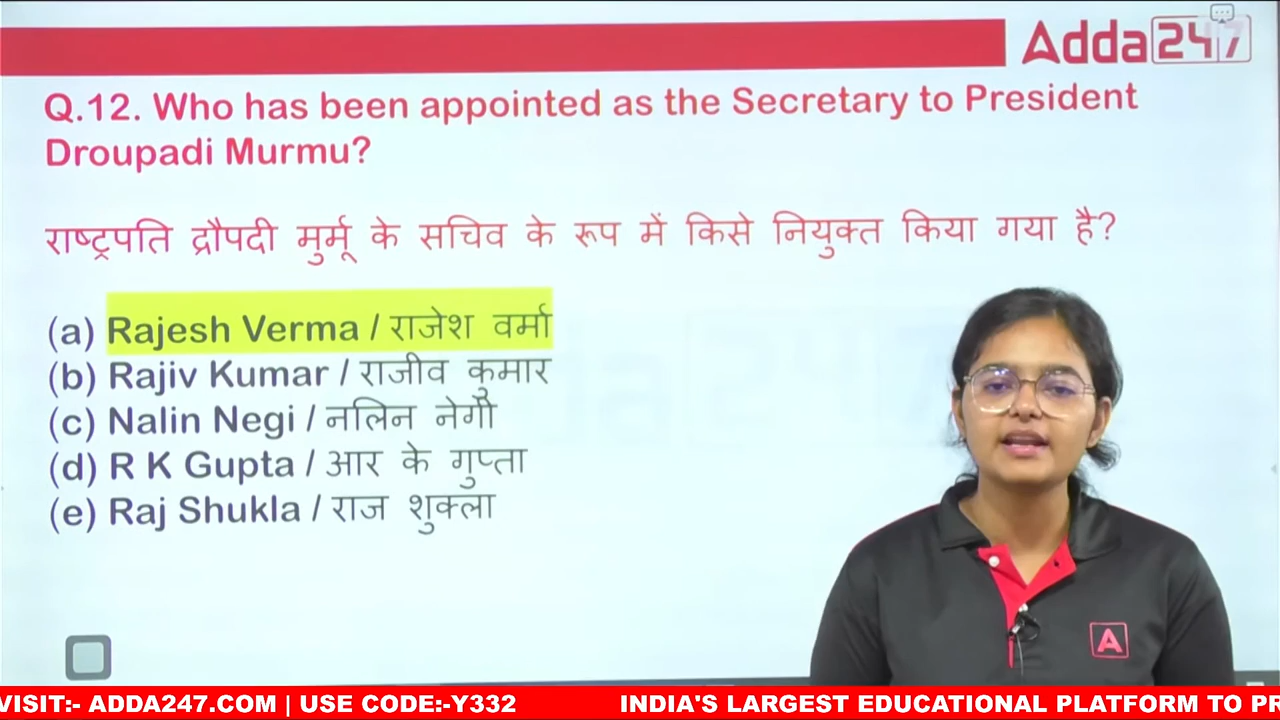 Adda247
Q.12. Who has been appointed as the Secretary to President
Droupadi Murmu?
राष्ट्रपति द्रौपदी मुर्मू के सचिव के रूप में किसे नियुक्त किया गया है?
(a) Rajesh Verma / राजेश वर्मा
(b) Rajiv Kumar / राजीव कुमार
(c) Nalin Negi / नलिन नेगी
(d) R K Gupta / आर के गुप्ता
(e) Raj Shukla / राज शुक्ला
A
VISIT:- ADDA247.COM | USE CODE:-Y332 INDIA'S LARGEST EDUCATIONAL PLATFORM TO PR